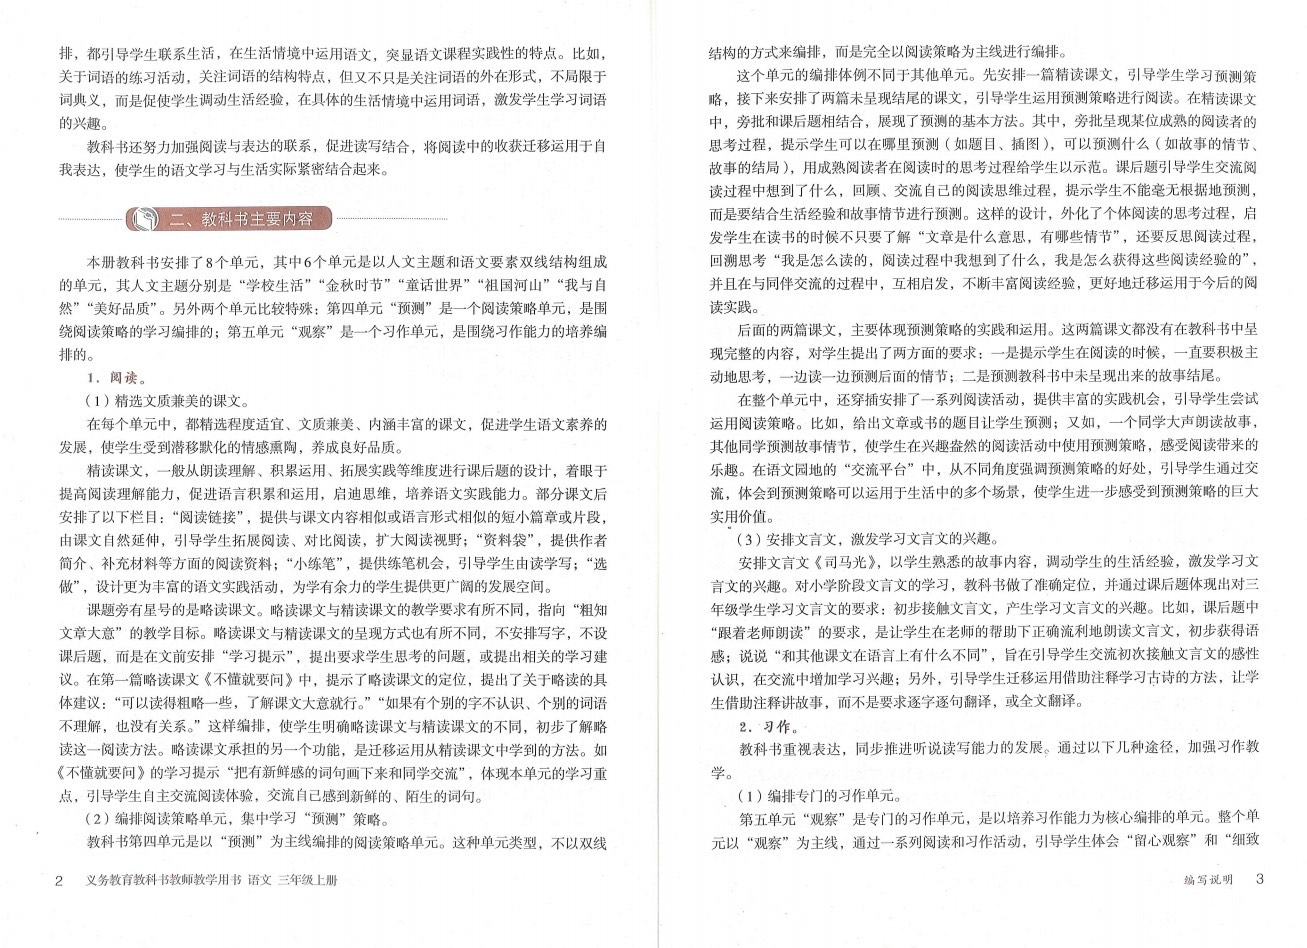 排，都引导学生联系生活，在生活情境中运用语文，突显语文课程实践性的特点。比如，
关于词语的练习活动，关注词语的结构特点，但又不只是关注词语的外在形式，不局限于
词典义，而是促使学生调动生活经验，在具体的生活情境中运用词语，激发学生学习词语
的兴趣。
教科书还努力加强阅读与表达的联系，促进读写结合，将阅读中的收获迁移运用于自
我表达，使学生的语文学习与生活实际紧密结合起来。
二、教科书主要内容
本册教科书安排了8个单元，其中6个单元是以人文主题和语文要素双线结构组成
的单元，其人文主题分别是“学校生活”“金秋时节”“童话世界”“祖国河山”“我与自
然”“美好品质”。另外两个单元比较特殊：第四单元“预测”是一个阅读策略单元，是围
绕阅读策略的学习编排的；第五单元“观察”是一个习作单元，是围绕习作能力的培养编
排的。
1．阅读。
（1）精选文质兼美的课文。
在每个单元中，都精选程度适宜、文质兼美、内涵丰富的课文，促进学生语文素养的
发展，使学生受到潜移默化的情感熏陶，养成良好品质。
精读课文，一般从朗读理解、积累运用、拓展实践等维度进行课后题的设计，着眼于
提高阅读理解能力，促进语言积累和运用，启迪思维，培养语文实践能力。部分课文后
安排了以下栏目：“阅读链接”，提供与课文内容相似或语言形式相似的短小篇章或片段，
由课文自然延伸，引导学生拓展阅读、对比阅读，扩大阅读视野；“资料袋”，提供作者
简介、补充材料等方面的阅读资料；“小练笔”，提供练笔机会，引导学生由读学写；“选
做”，设计更为丰富的语文实践活动，为学有余力的学生提供更广阔的发展空间。
课题旁有星号的是略读课文。略读课文与精读课文的教学要求有所不同，指向“粗知
文章大意”的教学目标。略读课文与精读课文的呈现方式也有所不同，不安排写字，不设
课后题，而是在文前安排“学习提示”，提出要求学生思考的问题，或提出相关的学习建
议。在第一篇略读课文《不懂就要问》中，提示了略读课文的定位，提出了关于略读的具
体建议：“可以读得粗略一些，了解课文大意就行。”“如果有个别的字不认识、个别的词语
不理解，也没有关系。”这样编排，使学生明确略读课文与精读课文的不同，初步了解略
读这一阅读方法。略读课文承担的另一个功能，是迁移运用从精读课文中学到的方法。如
《不懂就要问》的学习提示“把有新鲜感的词句画下来和同学交流”，体现本单元的学习重
点，引导学生自主交流阅读体验，交流自己感到新鲜的、陌生的词句。
（2）编排阅读策略单元，集中学习“预测”策略。
教科书第四单元是以“预测”为主线编排的阅读策略单元。这种单元类型，不以双线
2 义务教育教科书教师教学用书 语文 三年级上册
结构的方式来编排，而是完全以阅读策略为主线进行编排。
这个单元的编排体例不同于其他单元。先安排一篇精读课文，引导学生学习预测策
略，接下来安排了两篇未呈现结尾的课文，引导学生运用预测策略进行阅读。在精读课文
中，旁批和课后题相结合，展现了预测的基本方法。其中，旁批呈现某位成熟的阅读者的
思考过程，提示学生可以在哪里预测（如题目、插图），可以预测什么（如故事的情节、
故事的结局），用成熟阅读者在阅读时的思考过程给学生以示范。课后题引导学生交流阅
读过程中想到了什么，回顾、交流自己的阅读思维过程，提示学生不能毫无根据地预测，
而是要结合生活经验和故事情节进行预测。这样的设计，外化了个体阅读的思考过程，启
发学生在读书的时候不只要了解“文章是什么意思，有哪些情节”，还要反思阅读过程，
回溯思考“我是怎么读的，阅读过程中我想到了什么，我是怎么获得这些阅读经验的”，
并且在与同伴交流的过程中，互相启发，不断丰富阅读经验，更好地迁移运用于今后的阅
读实践。
后面的两篇课文，主要体现预测策略的实践和运用。这两篇课文都没有在教科书中呈
现完整的内容，对学生提出了两方面的要求：一是提示学生在阅读的时候，一直要积极主
动地思考，一边读一边预测后面的情节；二是预测教科书中未呈现出来的故事结尾。
在整个单元中，还穿插安排了一系列阅读活动，提供丰富的实践机会，引导学生尝试
运用阅读策略。比如，给出文章或书的题目让学生预测；又如，一个同学大声朗读故事，
其他同学预测故事情节，使学生在兴趣盎然的阅读活动中使用预测策略，感受阅读带来的
乐趣。在语文园地的“交流平台”中，从不同角度强调预测策略的好处，引导学生通过交
流，体会到预测策略可以运用于生活中的多个场景，使学生进一步感受到预测策略的巨大
实用价值。
（3）安排文言文，激发学习文言文的兴趣。
安排文言文《司马光》，以学生熟悉的故事内容，调动学生的生活经验，激发学习文
言文的兴趣。对小学阶段文言文的学习，教科书做了准确定位，并通过课后题体现出对三
年级学生学习文言文的要求：初步接触文言文，产生学习文言文的兴趣。比如，课后题中
“跟着老师朗读”的要求，是让学生在老师的帮助下正确流利地朗读文言文，初步获得语
感；说说“和其他课文在语言上有什么不同”，旨在引导学生交流初次接触文言文的感性
认识，在交流中增加学习兴趣；另外，引导学生迁移运用借助注释学习古诗的方法，让学
生借助注释讲故事，而不是要求逐字逐句翻译，或全文翻译。
2．习作。
教科书重视表达，同步推进听说读写能力的发展。通过以下几种途径，加强习作教
学。
（1）编排专门的习作单元。
第五单元“观察”是专门的习作单元，是以培养习作能力为核心编排的单元。整个单
元以“观察”为主线，通过一系列阅读和习作活动，引导学生体会“留心观察”和“细致
编写说明 3